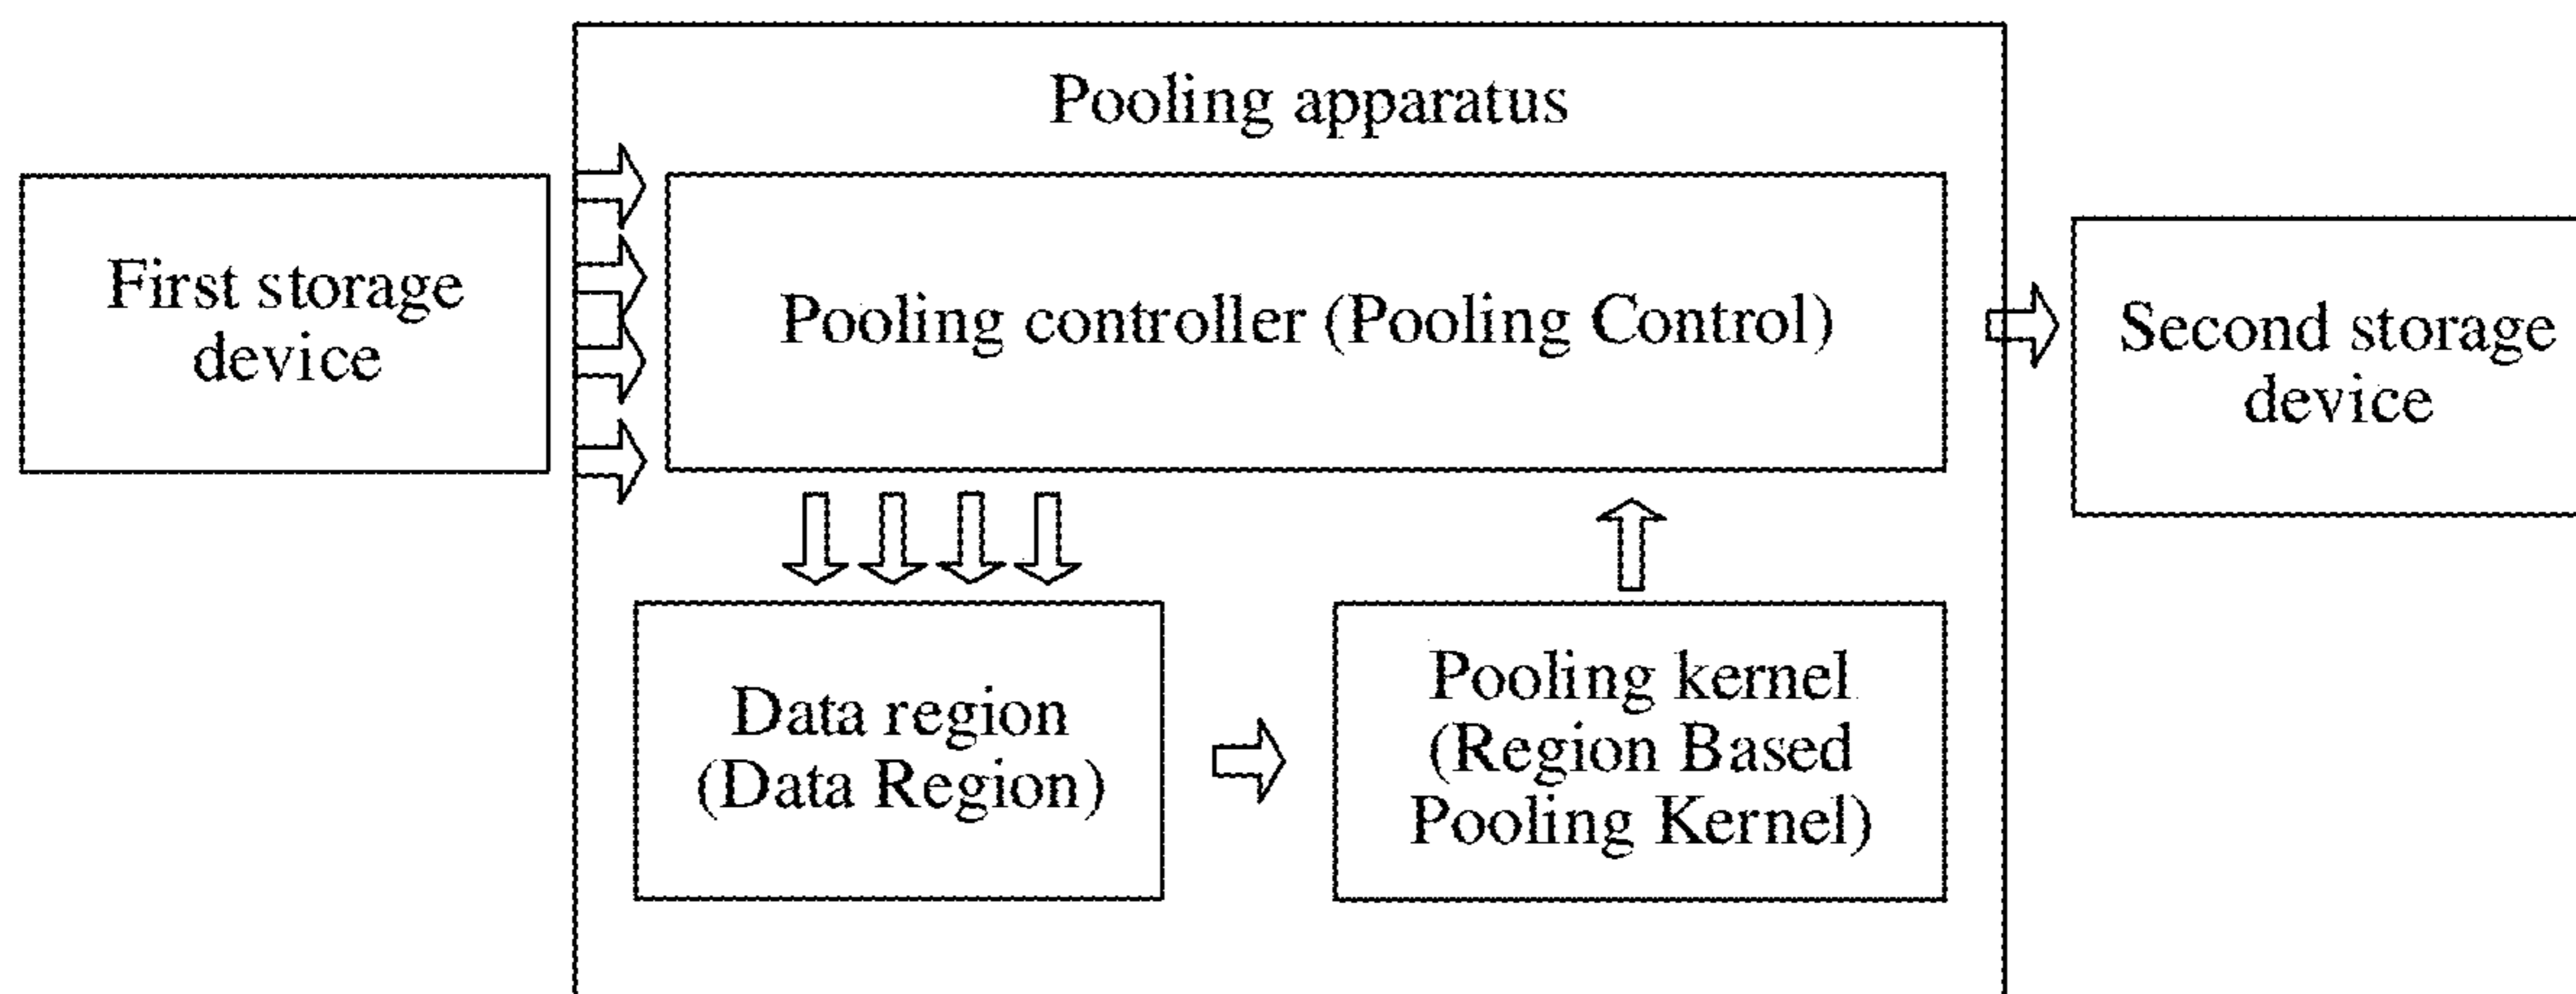 Pooling apparatus
First storage
device
Pooling controller (Pooling Control)
Second storage
device
Data region
(Data Region)
Pooling kernel
(Region Based
Pooling Kernel)